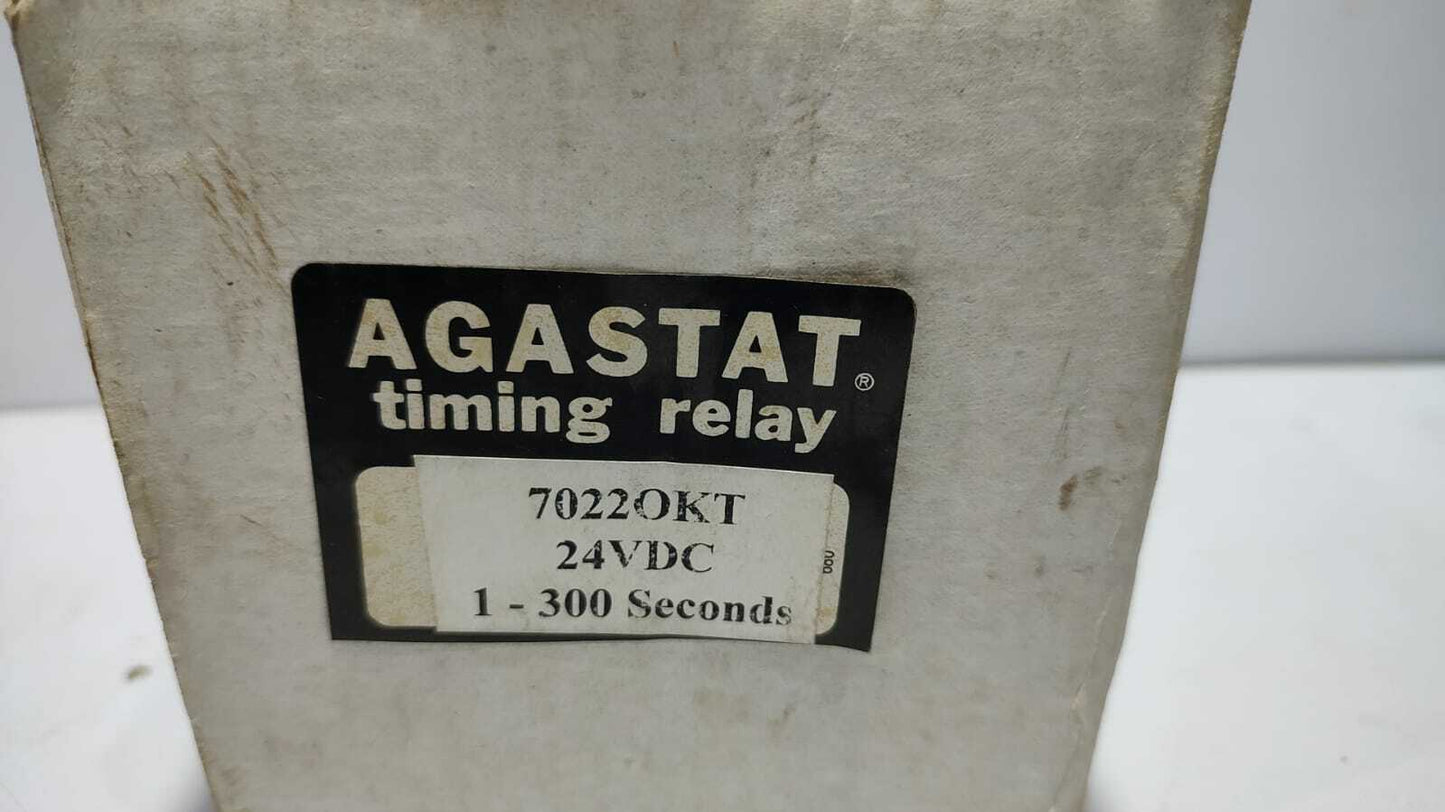 AGASTAT®
timing relay
7022OKT
24VDC
1 - 300 Seconds